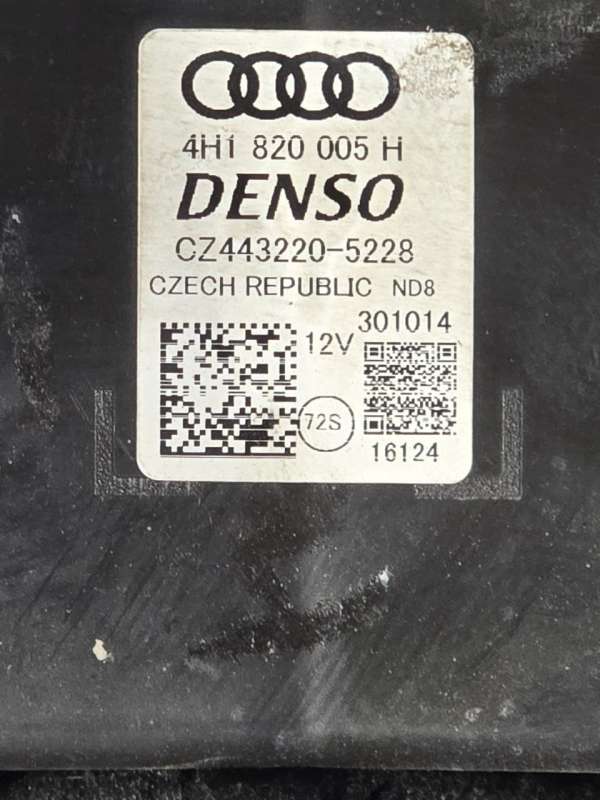 4H1 820 005 H
DENSO
CZ443220-5228
CZECH REPUBLIC ND8
301014
12V
72S
16124